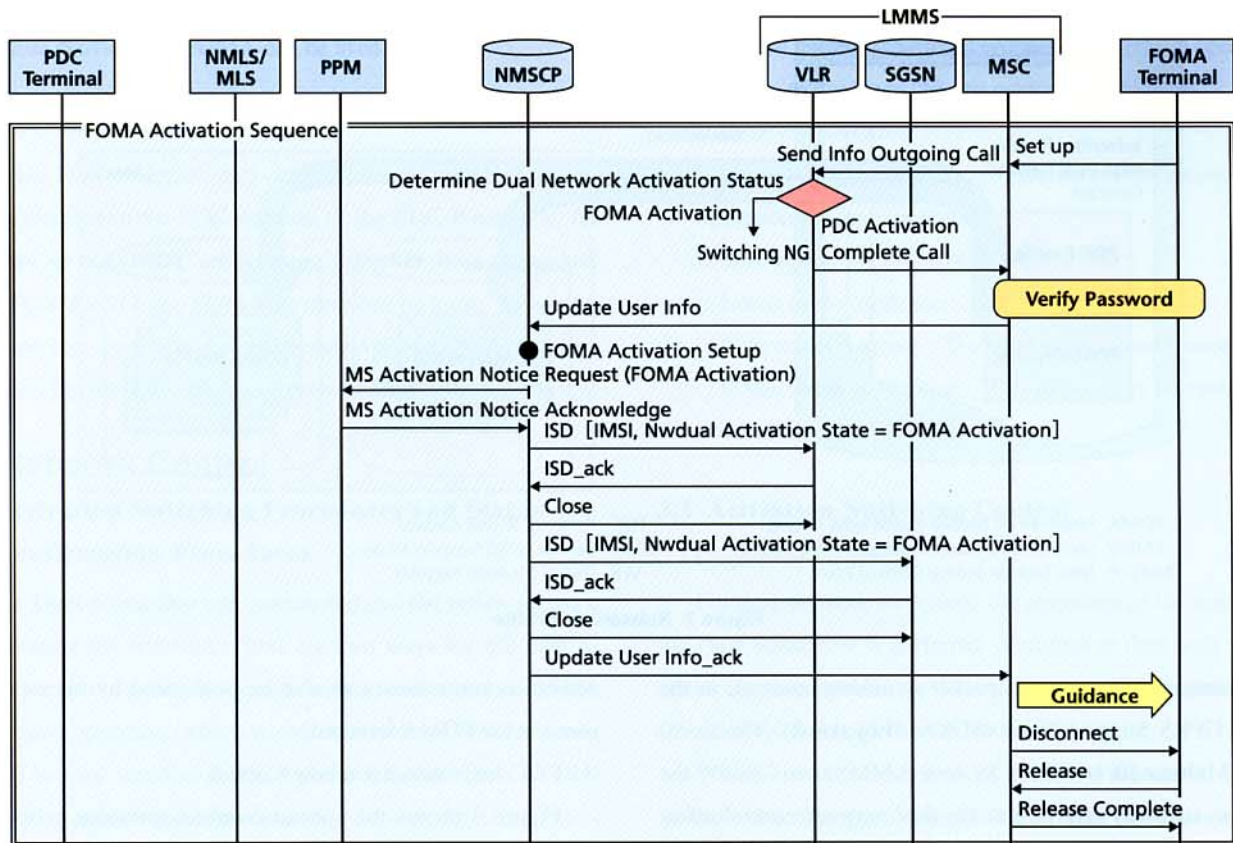 LMMS
PDC
Terminal
NMLS/
MLS
PPM
NMSCP
VLR
SGSN
MSC
FOMA
Terminal
FOMA Activation Sequence
Send Info Outgoing Call
Set up
Determine Dual Network Activation Status
FOMA Activation
PDC Activation
Switching NG
Complete Call
Verify Password
Update User Info
FOMA Activation Setup
MS Activation Notice Request (FOMA Activation)
MS Activation Notice Acknowledge
ISD [IMSI, Nwdual Activation State = FOMA Activation]
ISD_ack
Close
ISD [IMSI, Nwdual Activation State = FOMA Activation]
ISD_ack
Close
Update User Info_ack
Guidance
Disconnect
Release
Release Complete